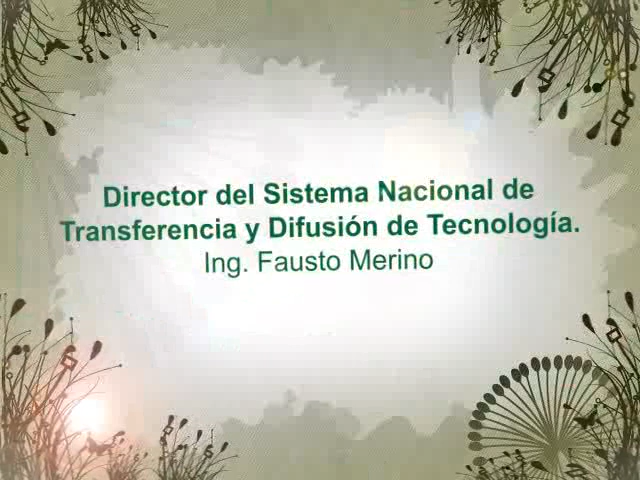 Director del Sistema Nacional de
Transferencia y Difusión de Tecnología.
Ing. Fausto Merino